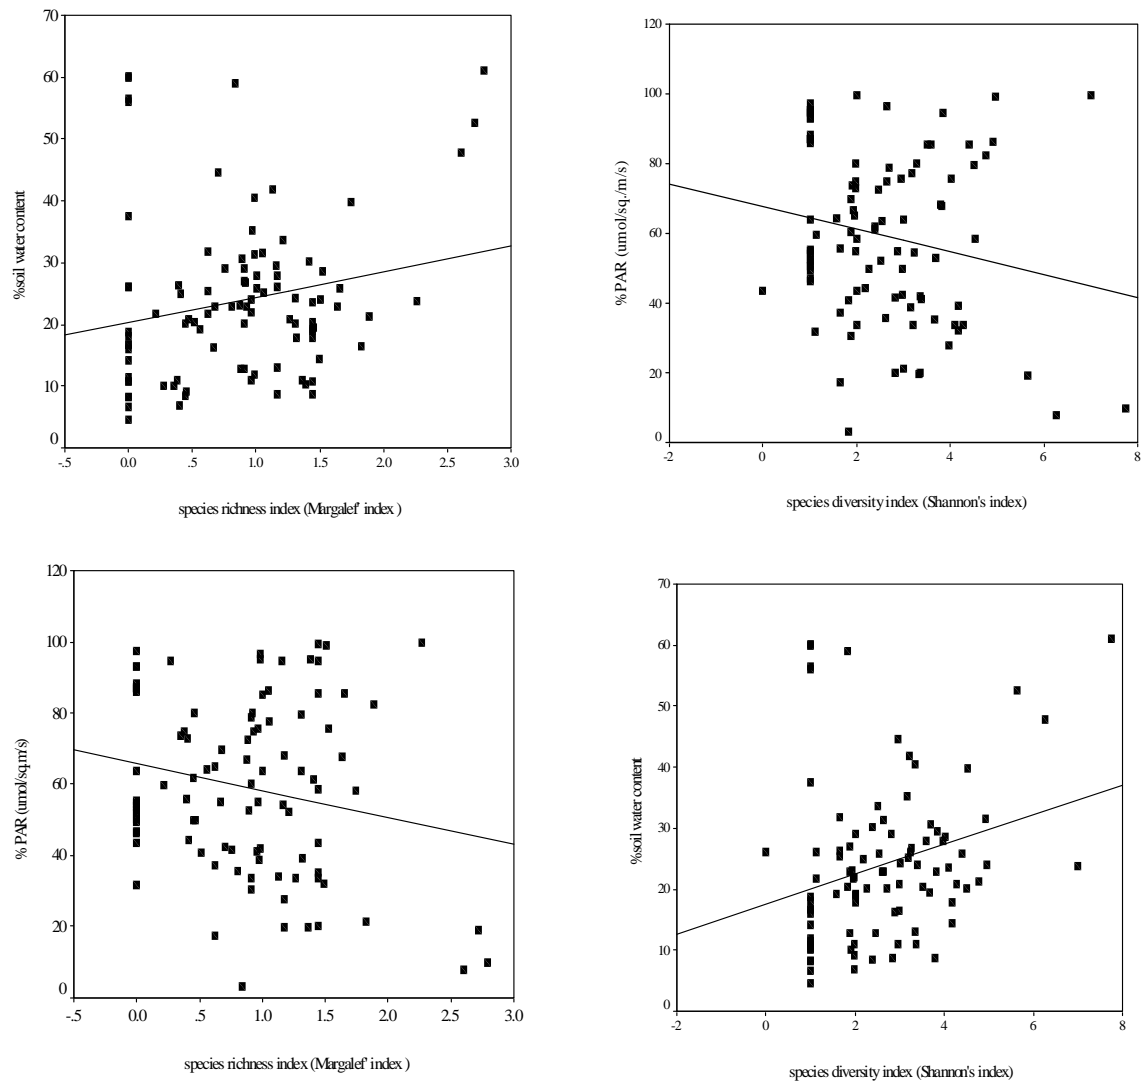 70
60
50
40
30
20
10
0
%soil water content
-.5 0.0 .5 1.0 1.5 2.0 2.5 3.0
species richness index (Margalef' index )
120
100
80
60
40
20
0
% PAR (umol/sq./m/s)
-2 0 2 4 6 8
species diversity index (Shannon's index)
120
100
80
60
40
20
0
% PAR (umol/sq.m/s)
-.5 0.0 .5 1.0 1.5 2.0 2.5 3.0
species richness index (Margalef' index )
70
60
50
40
30
20
10
0
%soil water content
-2 0 2 4 6 8
species diversity index (Shannon's index)